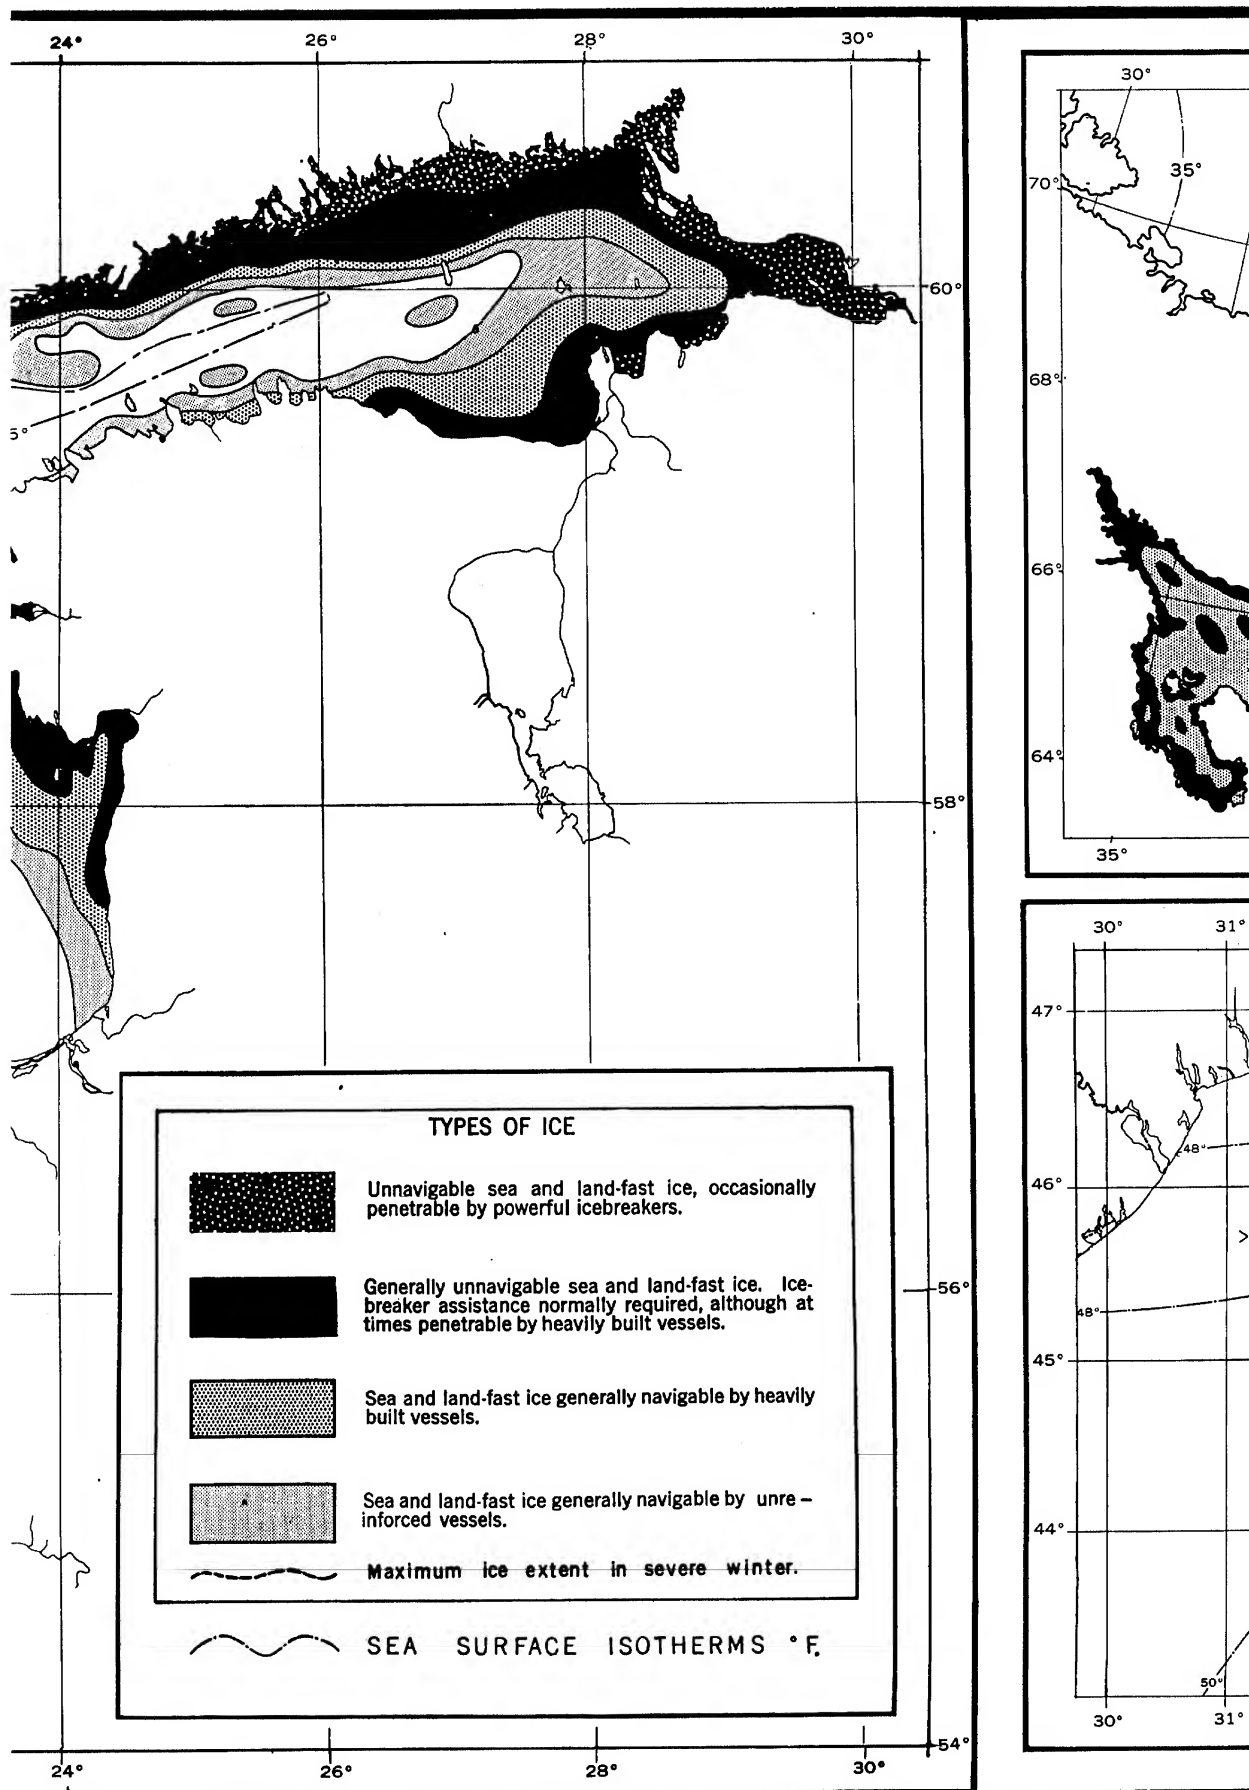 24° 26° 28° 30°
60°
5°
58°
56°
54°
24° 26° 28° 30°
TYPES OF ICE
Unnavigable sea and land-fast ice, occasionally
penetrable by powerful icebreakers.
Generally unnavigable sea and land-fast ice. Ice-
breaker assistance normally required, although at
times penetrable by heavily built vessels.
Sea and land-fast ice generally navigable by heavily
built vessels.
Sea and land-fast ice generally navigable by unre-
inforced vessels.
Maximum ice extent in severe winter.
SEA SURFACE ISOTHERMS °F.
30°
35°
70°
68°
66°
64°
35°
30° 31°
47°
48°
46°
48°
45°
44°
50°
30° 31°